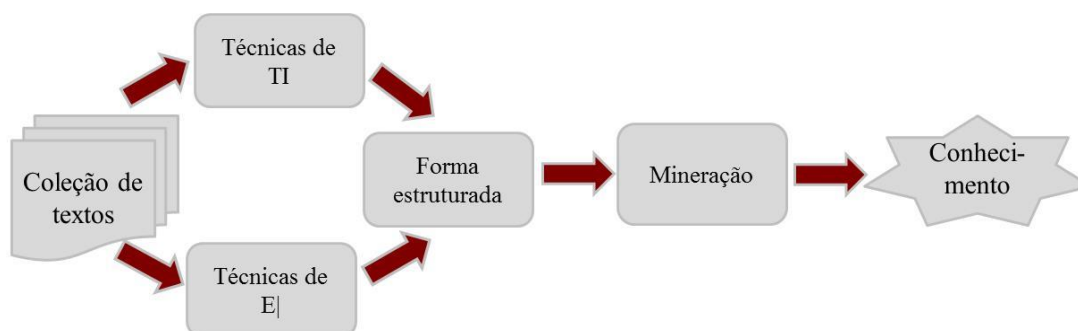 Técnicas de
TI
Coleção de
textos
Técnicas de
E|
Forma
estruturada
Mineração
Conheci-
mento